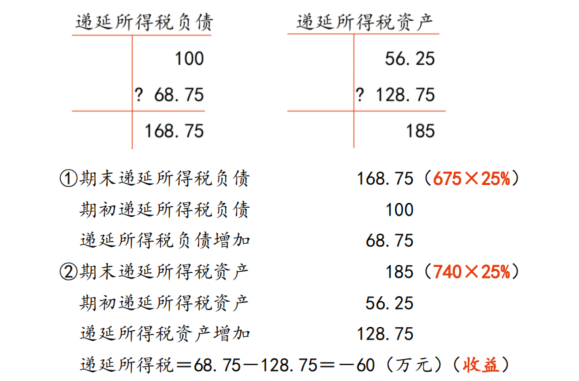 递延所得税负债 递延所得税资产
100 56.25
? 68.75 ? 128.75
168.75 185
①期末递延所得税负债 168.75（675×25%）
期初递延所得税负债 100
递延所得税负债增加 68.75
②期末递延所得税资产 185（740×25%）
期初递延所得税资产 56.25
递延所得税资产增加 128.75
递延所得税＝68.75－128.75＝－60（万元）（收益）